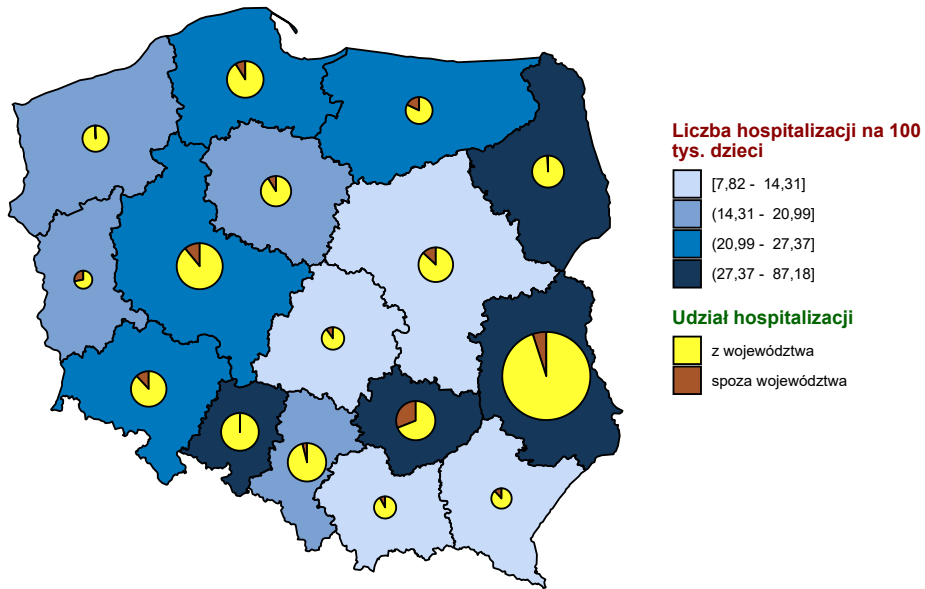 Liczba hospitalizacji na 100
tys. dzieci
[7,82 - 14,31]
(14,31 - 20,99]
(20,99 - 27,37]
(27,37 - 87,18]
Udział hospitalizacji
z województwa
spoza województwa